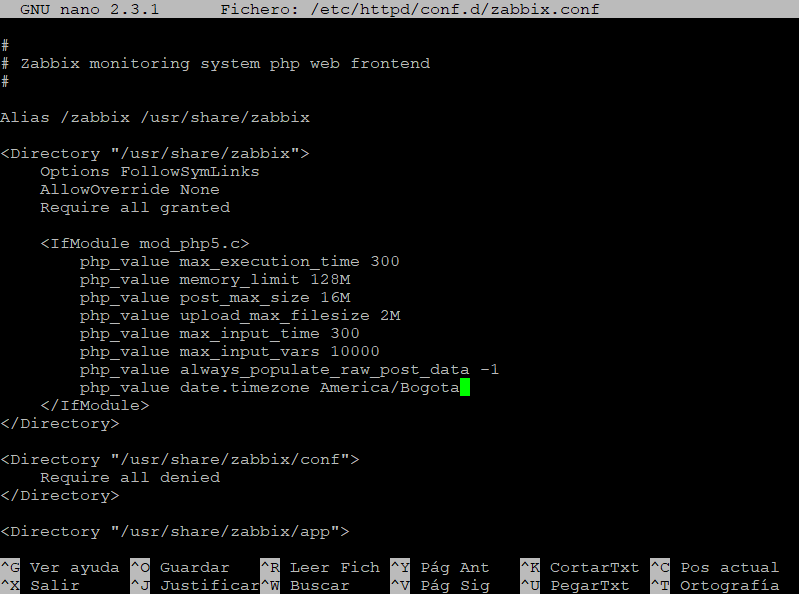 GNU nano 2.3.1 Fichero: /etc/httpd/conf.d/zabbix.conf
#
# Zabbix monitoring system php web frontend
#
Alias /zabbix /usr/share/zabbix
<Directory "/usr/share/zabbix">
Options FollowSymLinks
AllowOverride None
Require all granted
<IfModule mod_php5.c>
php_value max_execution_time 300
php_value memory_limit 128M
php_value post_max_size 16M
php_value upload_max_filesize 2M
php_value max_input_time 300
php_value max_input_vars 10000
php_value always_populate_raw_post_data -1
php_value date.timezone America/Bogota
</IfModule>
</Directory>
<Directory "/usr/share/zabbix/conf">
Require all denied
</Directory>
<Directory "/usr/share/zabbix/app">
^G Ver ayuda ^O Guardar ^R Leer Fich ^Y Pág Ant ^K CortarTxt ^C Pos actual
^X Salir ^J Justificar ^W Buscar ^V Pág Sig ^U PegarTxt ^T Ortografía